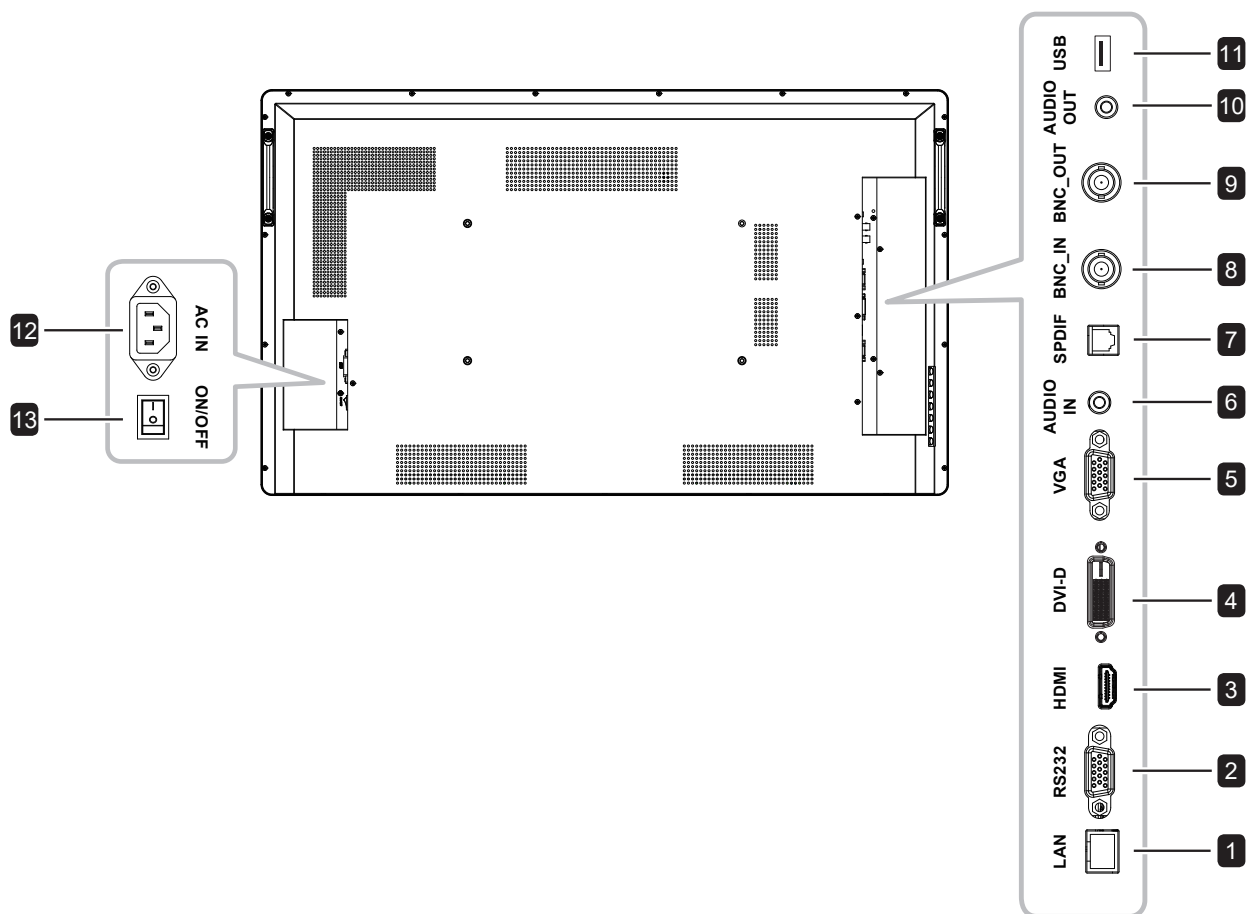 USB
11
AUDIO
OUT
10
BNC_OUT
9
BNC_IN
8
SPDIF
7
AUDIO
IN
6
VGA
5
DVI-D
4
HDMI
3
RS232
2
LAN
1
12
AC IN
13
ON/OFF